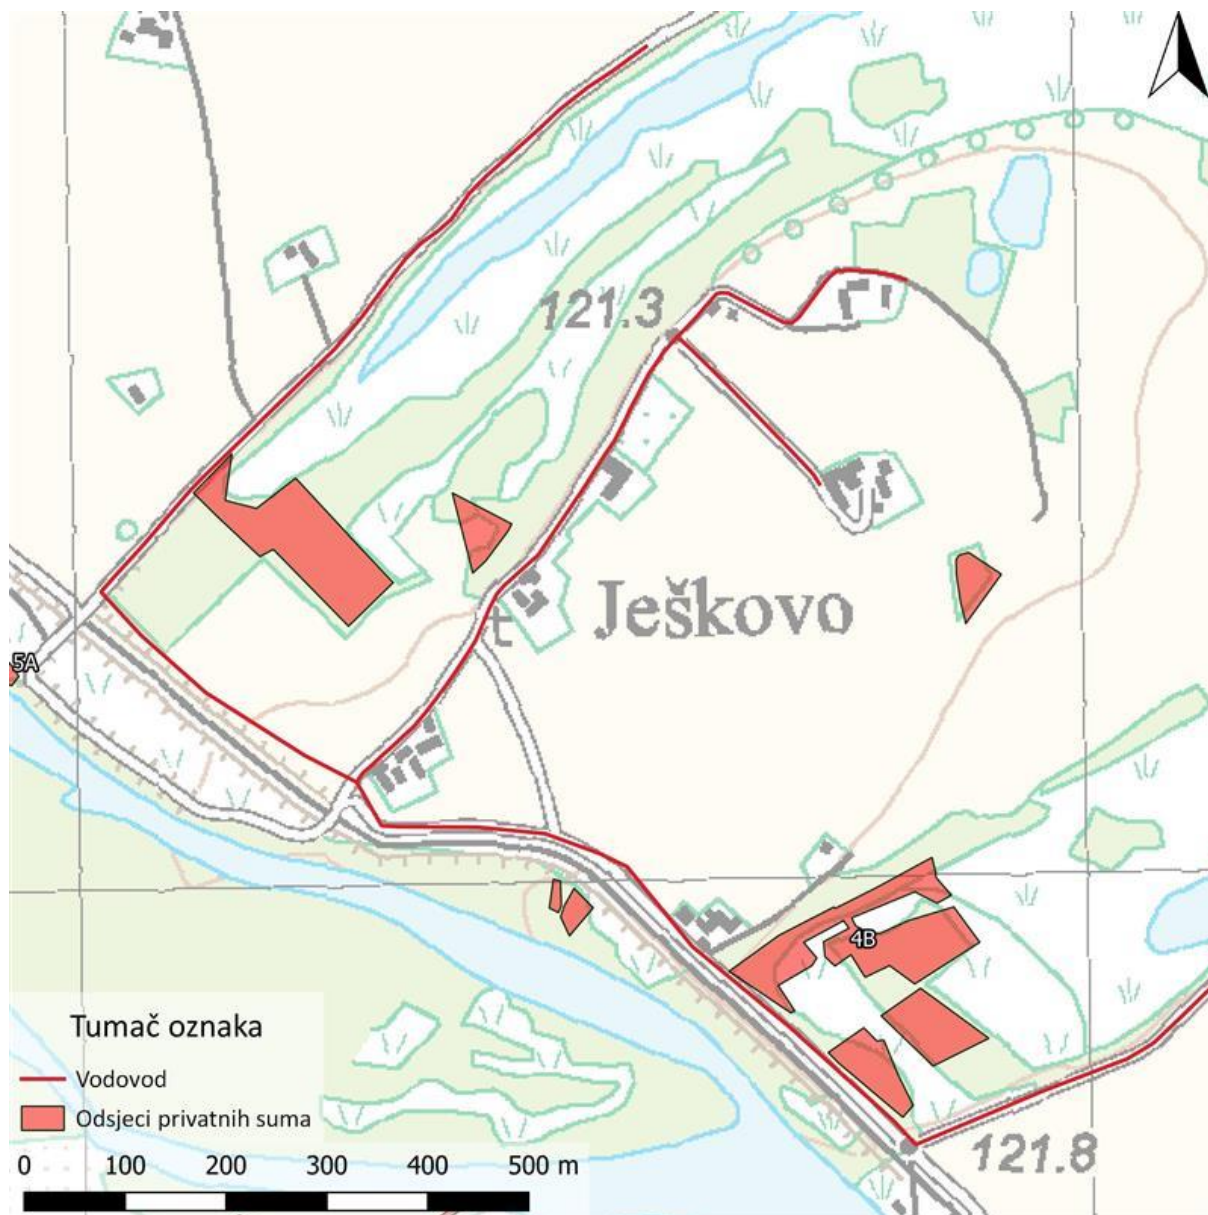 121.3
Ješkovo
t
5A
4B
121.8
Tumač oznaka
Vodovod
Odsjeci privatnih suma
0 100 200 300 400 500 m